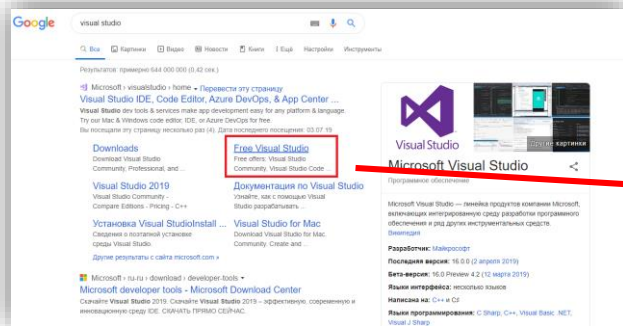 Google
visual studio
Все Картинки Видео Новости Книги Ещё Настройки Инструменты
Результатов: примерно 644 000 000 (0,42 сек.)
Microsoft › visualstudio › home ▾ Перевести эту страницу
Visual Studio IDE, Code Editor, Azure DevOps, & App Center ...
Visual Studio dev tools & services make app development easy for any platform & language.
Try our Mac & Windows code editor, IDE, or Azure DevOps for free.
Вы посещали эту страницу несколько раз (4). Дата последнего посещения: 03.07.19
Downloads
Download Visual Studio
Community, Professional, and ...
Free Visual Studio
Free offers: Visual Studio
Community, Visual Studio Code ...
Visual Studio 2019
Visual Studio Community -
Compare Editions - Pricing - C++
Документация по Visual Studio
Узнайте, как с помощью Visual
Studio разрабатывать ...
Установка Visual StudioInstall ...
Сведения о поэтапной установке
среды Visual Studio.
Visual Studio for Mac
Download Visual Studio for Mac.
Community. Create and ...
Другие результаты с сайта microsoft.com »
Microsoft › ru-ru › download › developer-tools ▾
Microsoft developer tools - Microsoft Download Center
Скачайте Visual Studio 2019. Скачайте Visual Studio 2019 – эффективную, современную и
инновационную среду IDE. СКАЧАТЬ ПРЯМО СЕЙЧАС.
Visual Studio
Другие картинки
Microsoft Visual Studio
Программное обеспечение
Microsoft Visual Studio — линейка продуктов компании Microsoft,
включающих интегрированную среду разработки программного
обеспечения и ряд других инструментальных средств.
Википедия
Разработчик: Майкрософт
Последняя версия: 16.0.0 (2 апреля 2019)
Бета-версия: 16.0 Preview 4.2 (12 марта 2019)
Языки интерфейса: несколько языков
Написана на: C++ и C#
Языки программирования: C Sharp, C++, Visual Basic .NET,
Visual J Sharp